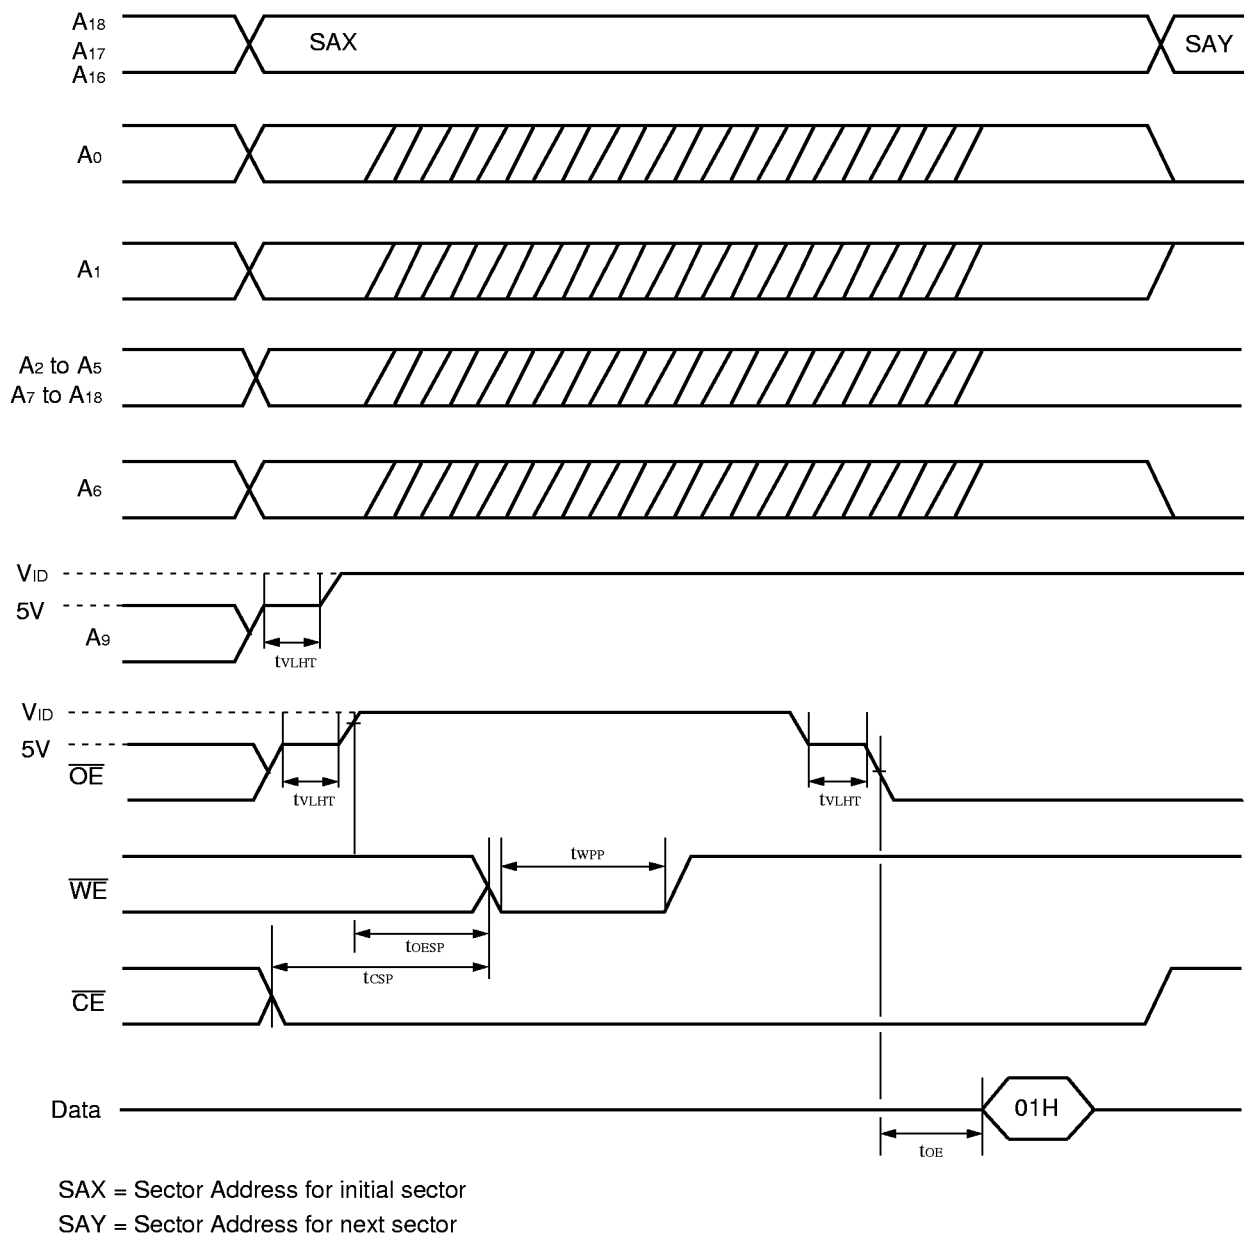 A18
A17
A16
SAX
SAY
A0
A1
A2 to A5
A7 to A18
A6
VID
5V
A9
tVLHT
VID
5V
OE
tVLHT
tVLHT
tWPP
WE
tOESP
tCSP
CE
Data
01H
tOE
SAX = Sector Address for initial sector
SAY = Sector Address for next sector